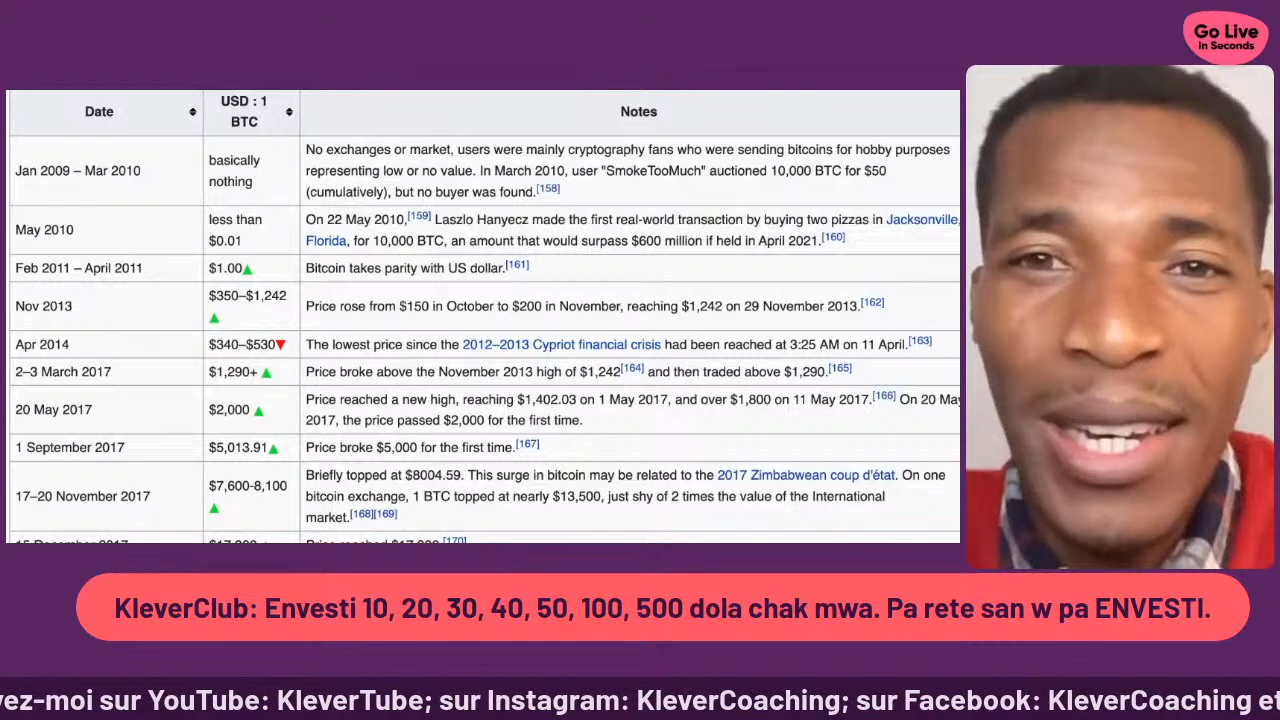 Go Live
In Seconds
Date
USD : 1
BTC
Notes
Jan 2009 – Mar 2010
basically
nothing
No exchanges or market, users were mainly cryptography fans who were sending bitcoins for hobby purposes
representing low or no value. In March 2010, user "SmokeTooMuch" auctioned 10,000 BTC for $50
(cumulatively), but no buyer was found.[158]
May 2010
less than
$0.01
On 22 May 2010,[159] Laszlo Hanyecz made the first real-world transaction by buying two pizzas in Jacksonville,
Florida, for 10,000 BTC, an amount that would surpass $600 million if held in April 2021.[160]
Feb 2011 – April 2011
$1.00▲
Bitcoin takes parity with US dollar.[161]
Nov 2013
$350–$1,242
▲
Price rose from $150 in October to $200 in November, reaching $1,242 on 29 November 2013.[162]
Apr 2014
$340–$530▼
The lowest price since the 2012–2013 Cypriot financial crisis had been reached at 3:25 AM on 11 April.[163]
2–3 March 2017
$1,290+ ▲
Price broke above the November 2013 high of $1,242[164] and then traded above $1,290.[165]
20 May 2017
$2,000 ▲
Price reached a new high, reaching $1,402.03 on 1 May 2017, and over $1,800 on 11 May 2017.[166] On 20 May
2017, the price passed $2,000 for the first time.
1 September 2017
$5,013.91▲
Price broke $5,000 for the first time.[167]
17–20 November 2017
$7,600-8,100
▲
Briefly topped at $8004.59. This surge in bitcoin may be related to the 2017 Zimbabwean coup d'état. On one
bitcoin exchange, 1 BTC topped at nearly $13,500, just shy of 2 times the value of the International
market.[168][169]
KleverClub: Envesti 10, 20, 30, 40, 50, 100, 500 dola chak mwa. Pa rete san w pa ENVESTI.
vez-moi sur YouTube: KleverTube; sur Instagram: KleverCoaching; sur Facebook: KleverCoaching et